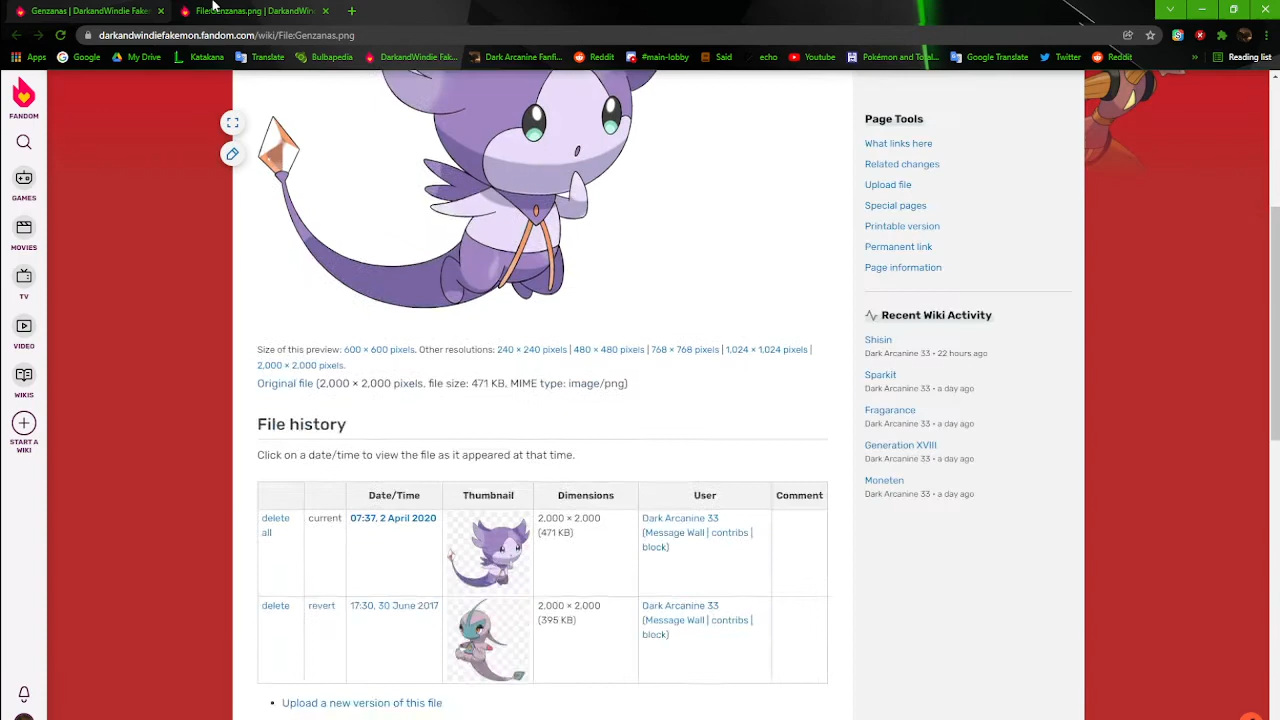 Genzanas | DarkandWindie Faken
File:Genzanas.png | DarkandWin
darkandwindiefakemon.fandom.com/wiki/File:Genzanas.png
Apps
Google
My Drive
Katakana
Translate
Bulbapedia
DarkandWindie Fak...
Dark Arcanine Fanfi...
Reddit
#main-lobby
Said
echo
Youtube
Pokémon and Total...
Google Translate
Twitter
Reddit
»
Reading list
FANDOM
GAMES
MOVIES
TV
VIDEO
WIKIS
START A
WIKI
Page Tools
What links here
Related changes
Upload file
Special pages
Printable version
Permanent link
Page information
Recent Wiki Activity
Shisin
Dark Arcanine 33 • 22 hours ago
Sparkit
Dark Arcanine 33 • a day ago
Fragarance
Dark Arcanine 33 • a day ago
Generation XVIII
Dark Arcanine 33 • a day ago
Moneten
Dark Arcanine 33 • a day ago
Size of this preview: 600 × 600 pixels. Other resolutions: 240 × 240 pixels | 480 × 480 pixels | 768 × 768 pixels | 1,024 × 1,024 pixels |
2,000 × 2,000 pixels.
Original file (2,000 × 2,000 pixels, file size: 471 KB, MIME type: image/png)
File history
Click on a date/time to view the file as it appeared at that time.
Date/Time Thumbnail Dimensions User Comment
delete all current 07:37, 2 April 2020 2,000 × 2,000 (471 KB) Dark Arcanine 33 (Message Wall | contribs | block)
delete revert 17:30, 30 June 2017 2,000 × 2,000 (395 KB) Dark Arcanine 33 (Message Wall | contribs | block)
Upload a new version of this file